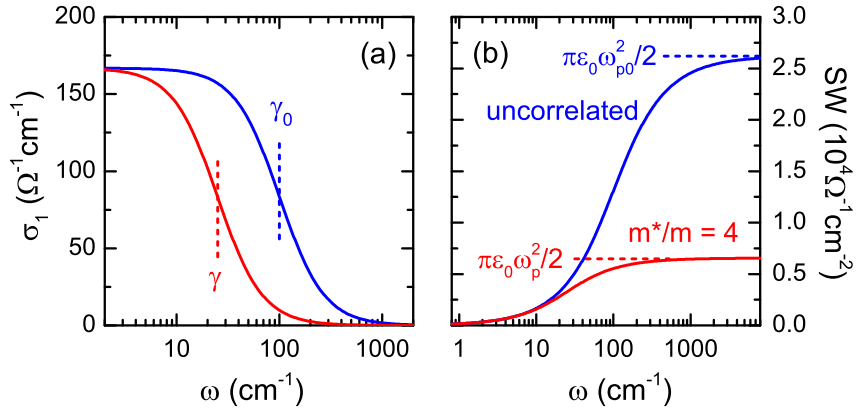 (a)
200
150
100
50
0
σ₁ (Ω⁻¹cm⁻¹)
γ₀
γ
10 100 1000
ω (cm⁻¹)
(b)
πε₀ω²ₚ₀/2
uncorrelated
m*/m = 4
πε₀ω²ₚ/2
3.0
2.5
2.0
1.5
1.0
0.5
0.0
SW (10⁴Ω⁻¹cm⁻²)
1 10 100 1000
ω (cm⁻¹)